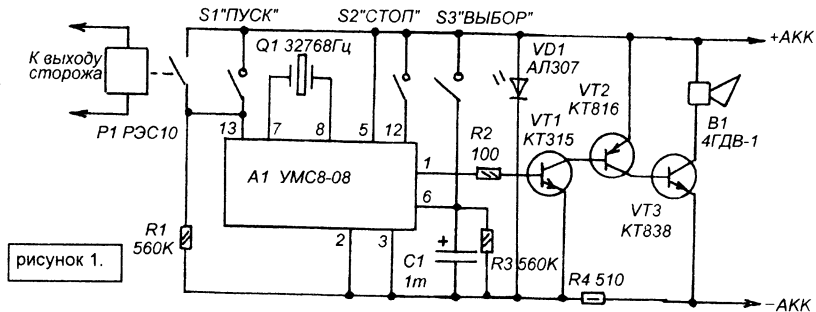 S1"ПУСК" S2"СТОП" S3"ВЫБОР"
+АКК
К выходу
сторожа
Q1 32768Гц
VD1
АЛ307
VT2
КТ816
P1 РЭС10
13 7 8 5 12
R2
100
VT1
КТ315
B1
4ГДВ-1
A1 УМС8-08
1
6
VT3
КТ838
R1
560К
2 3
C1
1m
+
R3 560К
R4 510
рисунок 1.
–АКК